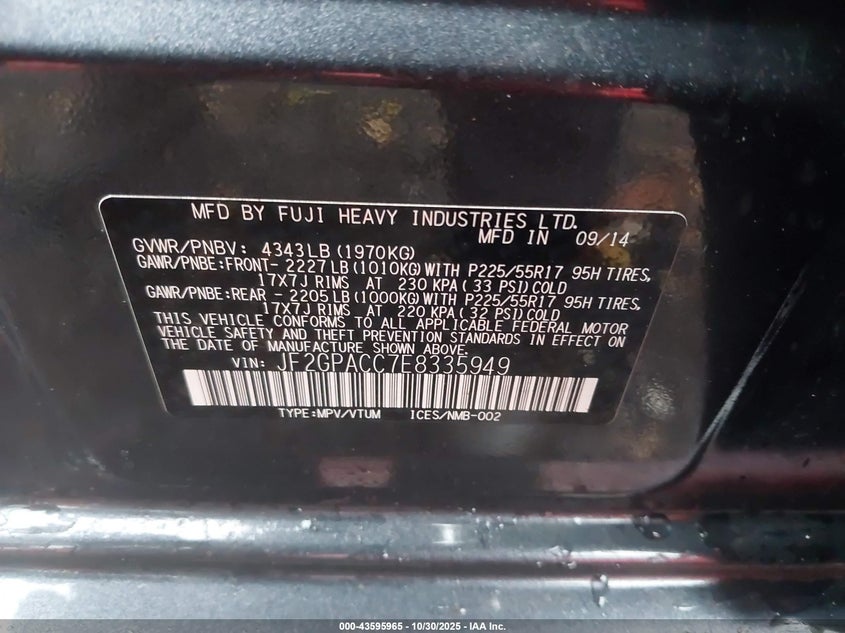 MFD BY FUJI HEAVY INDUSTRIES LTD.
MFD IN 09/14
GVWR/PNBV: 4343LB (1970KG)
GAWR/PNBE:FRONT- 2227LB (1010KG) WITH P225/55R17 95H TIRES,
17X7J RIMS AT 230 KPA ( 33 PSI) COLD
GAWR/PNBE:REAR - 2205LB (1000KG) WITH P225/55R17 95H TIRES,
17X7J RIMS AT 220 KPA ( 32 PSI) COLD
THIS VEHICLE CONFORMS TO ALL APPLICABLE FEDERAL MOTOR
VEHICLE SAFETY AND THEFT PREVENTION STANDARDS IN EFFECT ON
THE DATE OF MANUFACTURE SHOWN ABOVE.
VIN: JF2GPACC7E8335949
TYPE:MPV/VTUM ICES/NMB-002
000-43595965 - 10/30/2025 - IAA Inc.